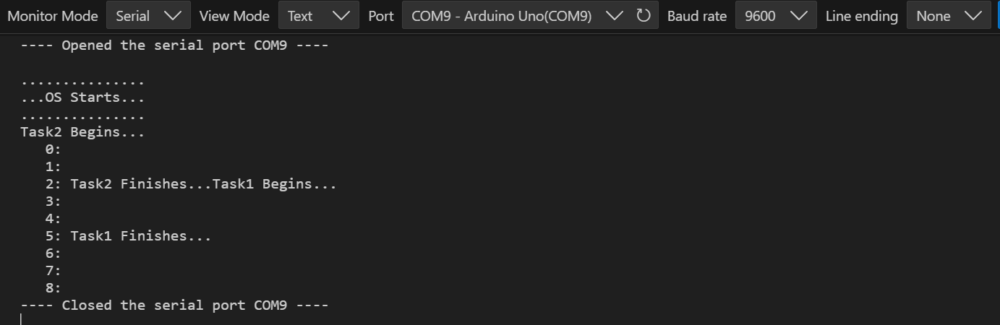 Monitor Mode Serial View Mode Text Port COM9 - Arduino Uno(COM9) Baud rate 9600 Line ending None
---- Opened the serial port COM9 ----
...............
...OS Starts...
...............
Task2 Begins...
0:
1:
2: Task2 Finishes...Task1 Begins...
3:
4:
5: Task1 Finishes...
6:
7:
8:
---- Closed the serial port COM9 ----